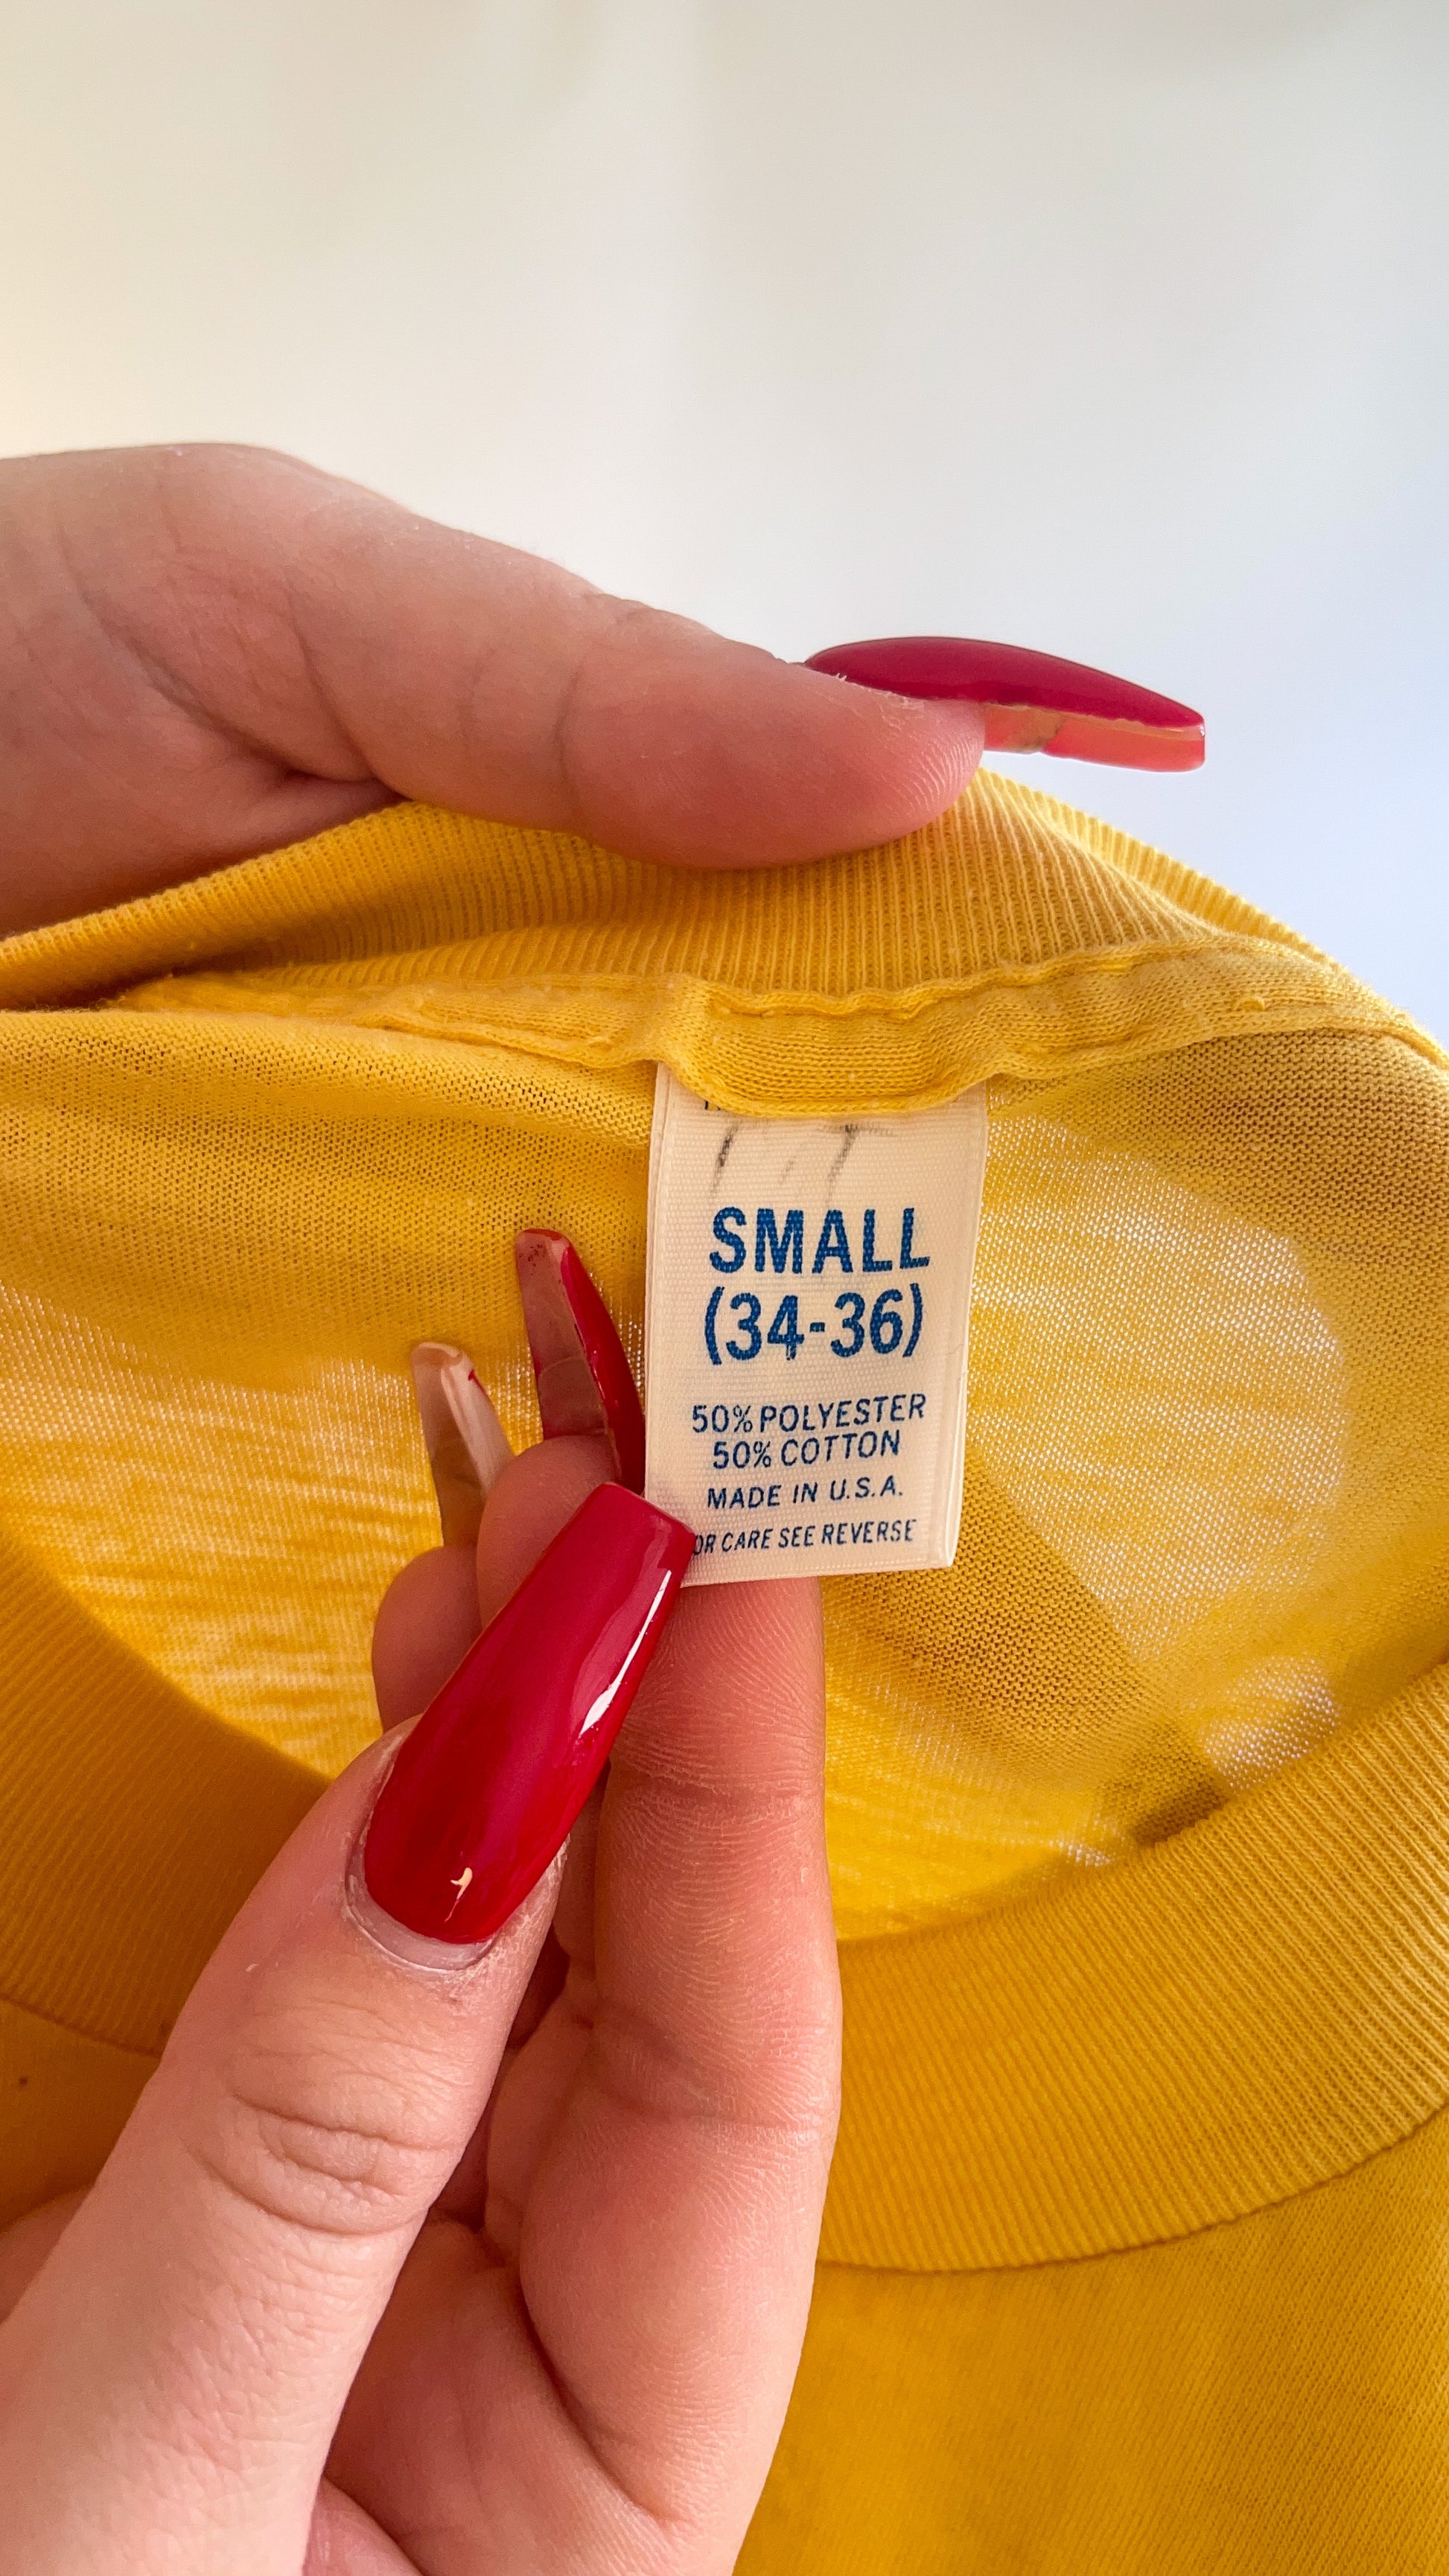 SMALL
(34-36)
50% POLYESTER
50% COTTON
MADE IN U.S.A.
OR CARE SEE REVERSE